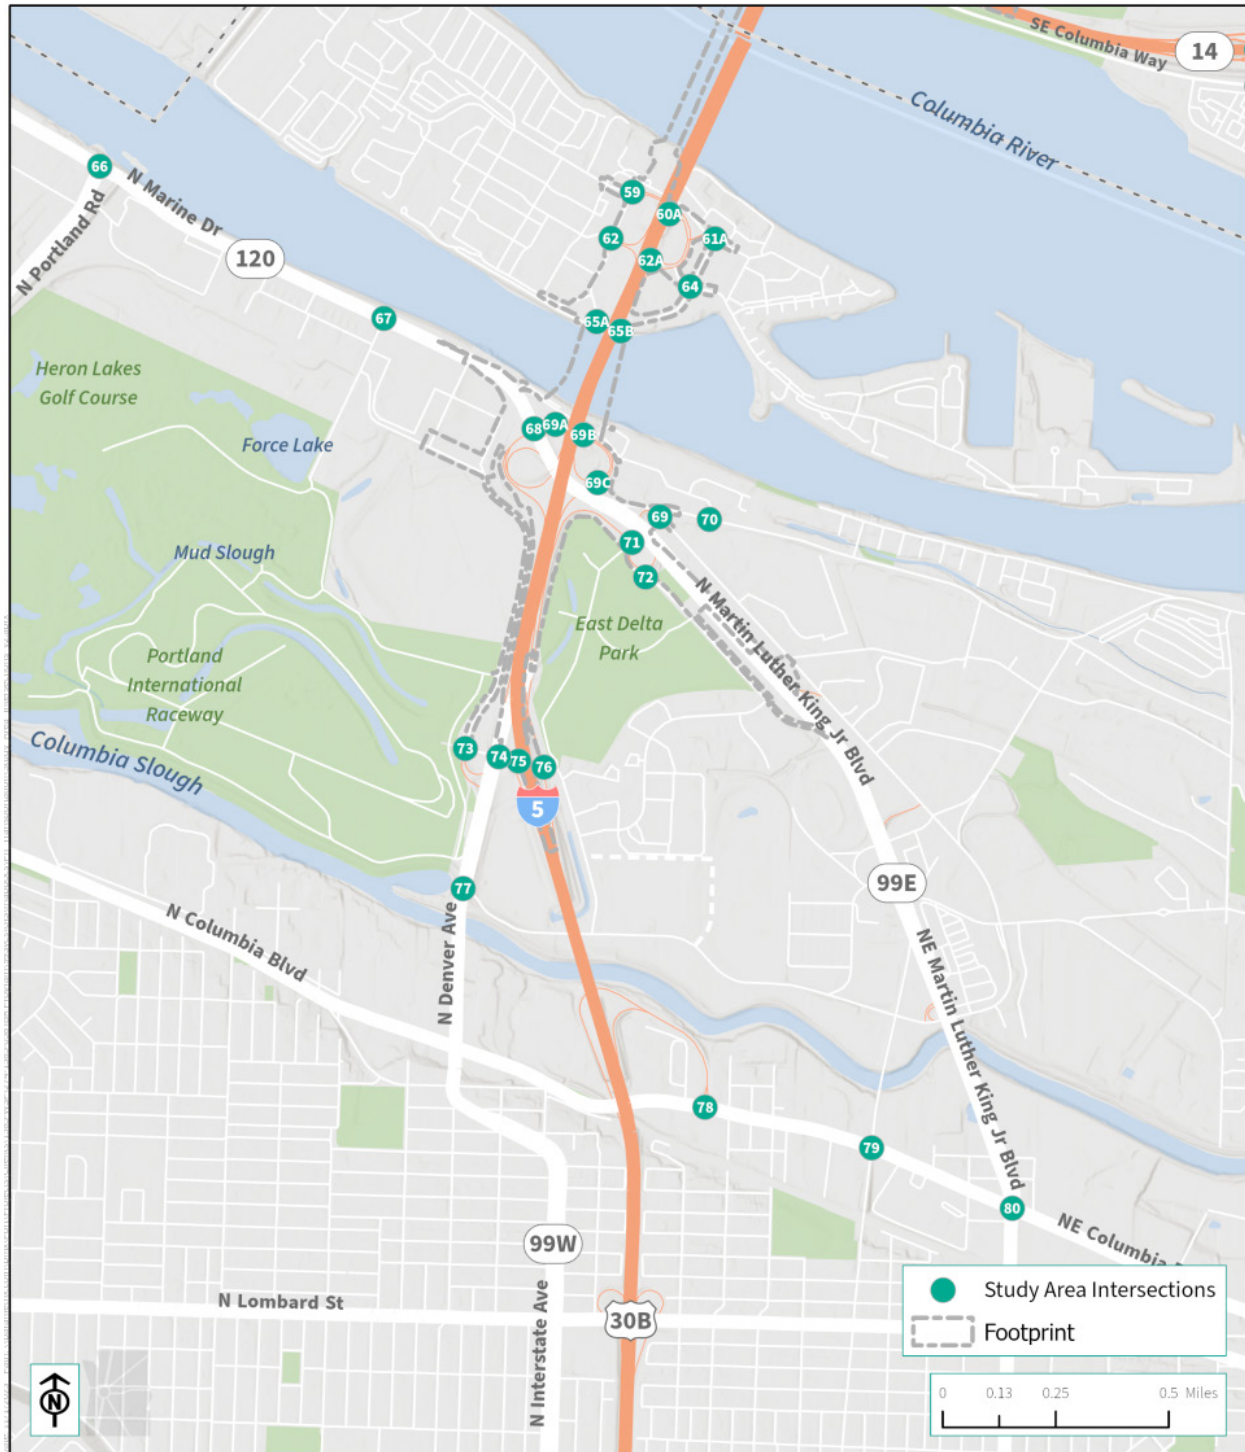 SE Columbia Way
14
Columbia River
66
N Marine Dr
N Portland Rd
120
59
60A
62
61A
62A
64
65A
65B
67
Heron Lakes
Golf Course
Force Lake
68
69A
69B
69C
69
70
71
72
Mud Slough
N Martin Luther King Jr Blvd
East Delta
Park
Portland
International
Raceway
Columbia Slough
73
74
75
76
5
77
99E
N Columbia Blvd
N Denver Ave
NE Martin Luther King Jr Blvd
78
79
80
NE Columbia
99W
N Lombard St
30B
N Interstate Ave
Study Area Intersections
Footprint
N
0 0.13 0.25 0.5 Miles